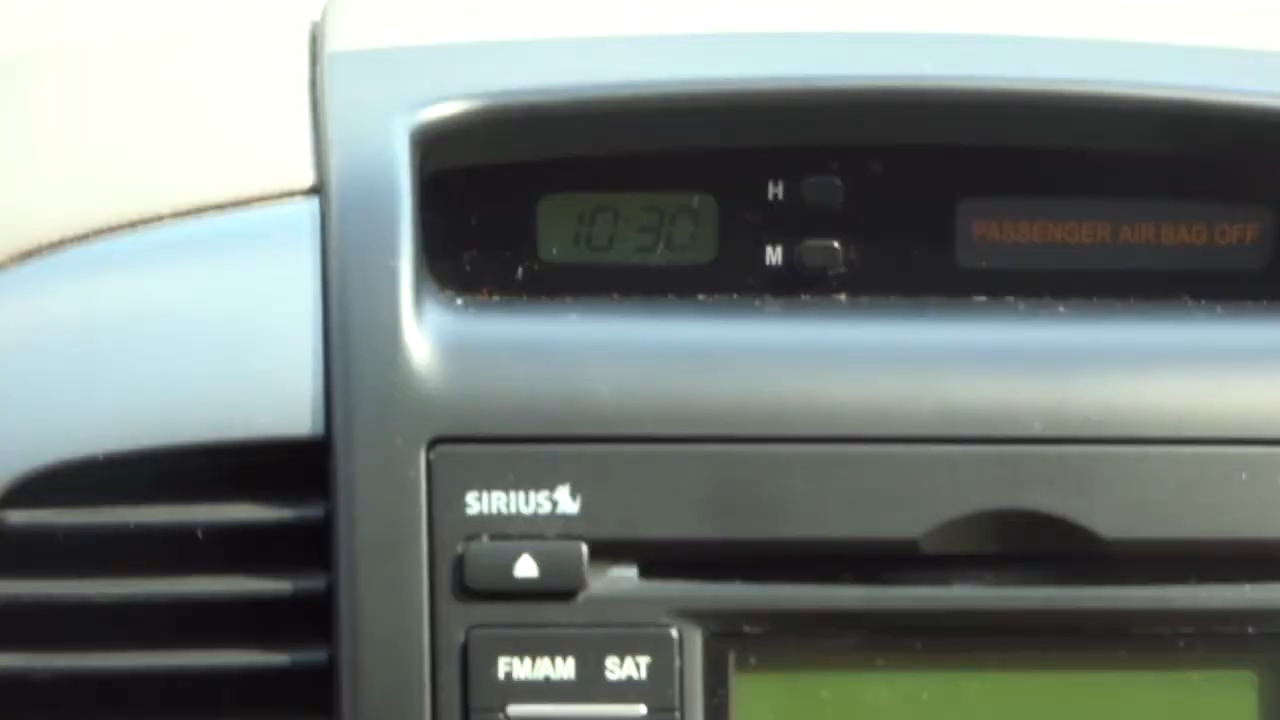 10:30
H
M
PASSENGER AIR BAG OFF
SIRIUS
FM/AM SAT